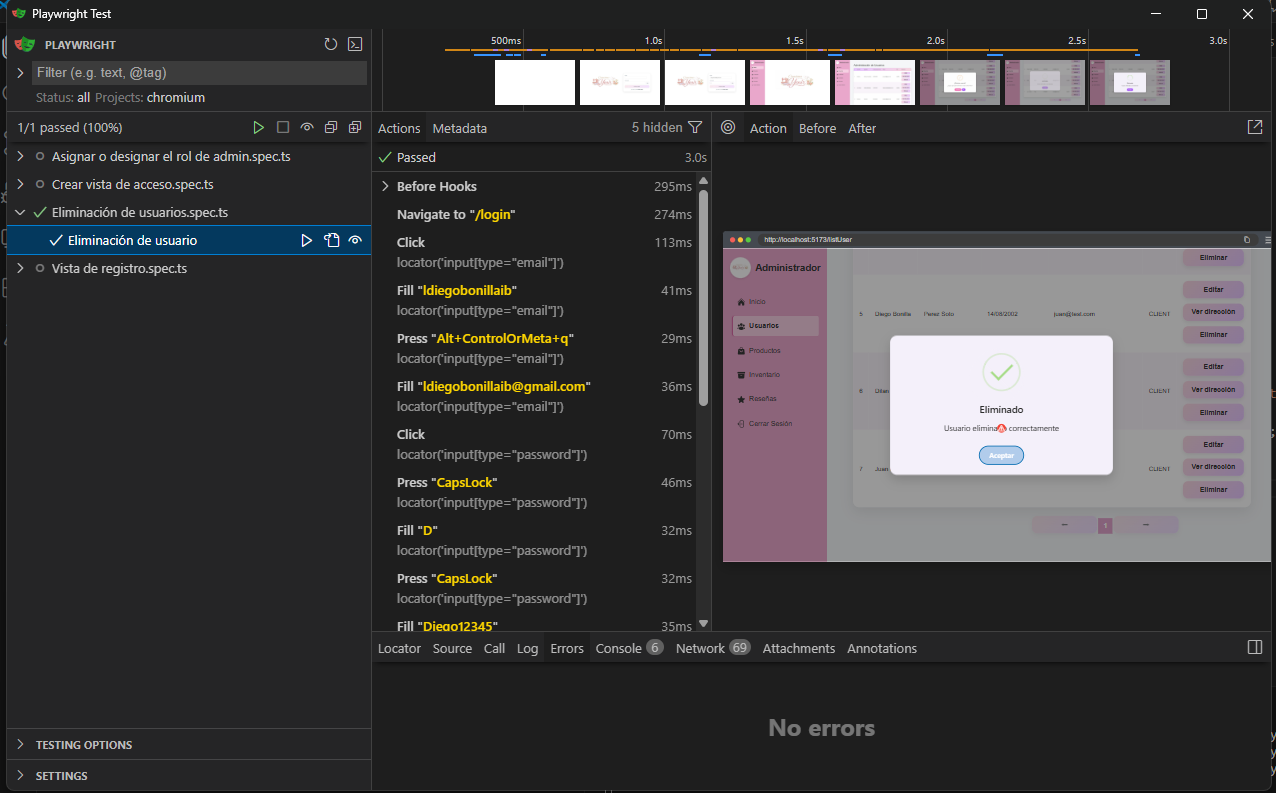 Playwright Test
PLAYWRIGHT
Filter (e.g. text, @tag)
Status: all Projects: chromium
500ms 1.0s 1.5s 2.0s 2.5s 3.0s
1/1 passed (100%)
Asignar o designar el rol de admin.spec.ts
Crear vista de acceso.spec.ts
Eliminación de usuarios.spec.ts
Eliminación de usuario
Vista de registro.spec.ts
TESTING OPTIONS
SETTINGS
Actions Metadata 5 hidden
Passed 3.0s
Before Hooks 295ms
Navigate to "/login" 274ms
Click 113ms
locator('input[type="email"]')
Fill "ldiegobonillaib" 41ms
locator('input[type="email"]')
Press "Alt+ControlOrMeta+q" 29ms
locator('input[type="email"]')
Fill "ldiegobonillaib@gmail.com" 36ms
locator('input[type="email"]')
Click 70ms
locator('input[type="password"]')
Press "CapsLock" 46ms
locator('input[type="password"]')
Fill "D" 32ms
locator('input[type="password"]')
Press "CapsLock" 32ms
locator('input[type="password"]')
Fill "Diego12345" 35ms
Action Before After
http://localhost:5173/listUser
Administrador
Inicio
Usuarios
Productos
Inventario
Reseñas
Cerrar Sesión
Eliminar
Editar
5 Diego Bonilla Perez Soto 14/08/2002 juan@test.com CLIENT Ver dirección
Eliminar
Editar
6 CLIENT Ver dirección
Eliminar
Editar
7 Juan CLIENT Ver dirección
Eliminar
← 1 →
Eliminado
Usuario elimina correctamente
Aceptar
Locator Source Call Log Errors Console 6 Network 69 Attachments Annotations
No errors